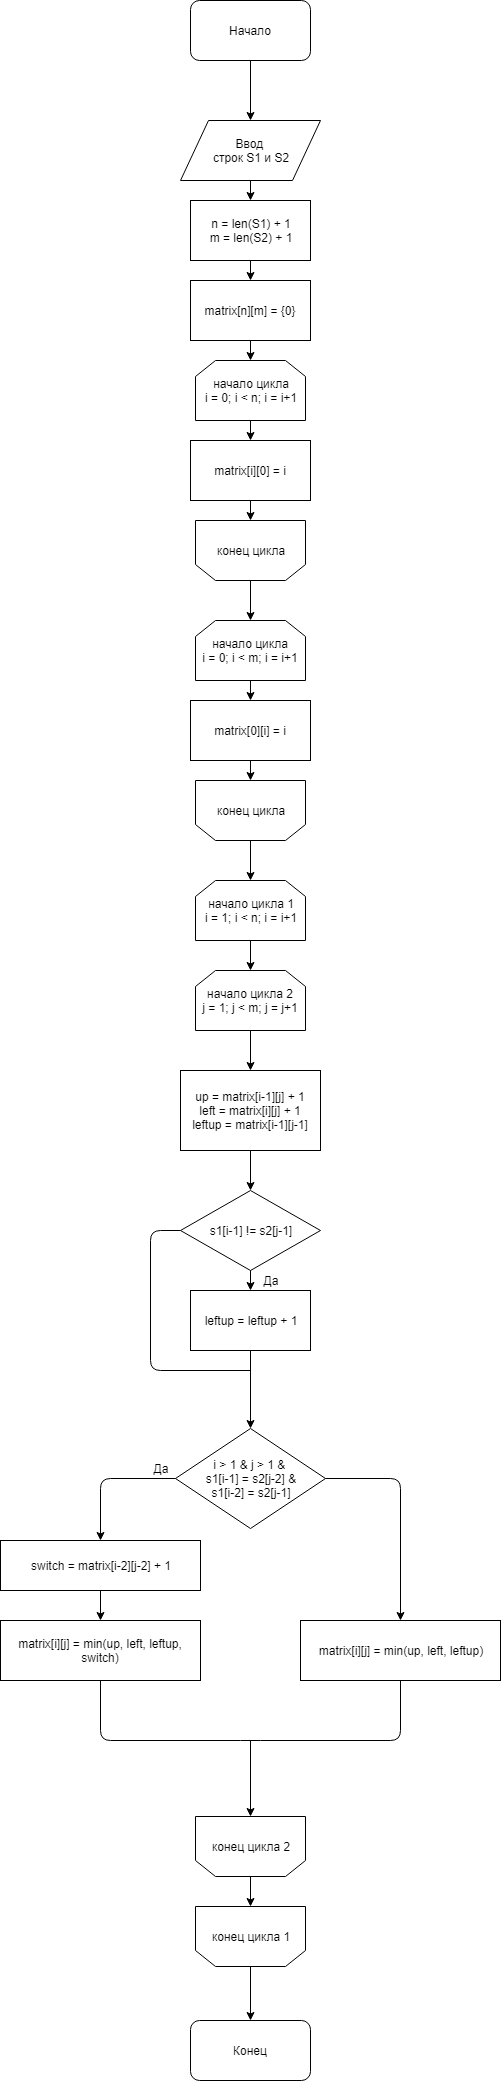 Начало
Ввод
строк S1 и S2
n = len(S1) + 1
m = len(S2) + 1
matrix[n][m] = {0}
начало цикла
i = 0; i < n; i = i+1
matrix[i][0] = i
конец цикла
начало цикла
i = 0; i < m; i = i+1
matrix[0][i] = i
конец цикла
начало цикла 1
i = 1; i < n; i = i+1
начало цикла 2
j = 1; j < m; j = j+1
up = matrix[i-1][j] + 1
left = matrix[i][j] + 1
leftup = matrix[i-1][j-1]
s1[i-1] != s2[j-1]
Да
leftup = leftup + 1
i > 1 & j > 1 &
s1[i-1] = s2[j-2] &
s1[i-2] = s2[j-1]
Да
switch = matrix[i-2][j-2] + 1
matrix[i][j] = min(up, left, leftup,
switch)
matrix[i][j] = min(up, left, leftup)
конец цикла 2
конец цикла 1
Конец